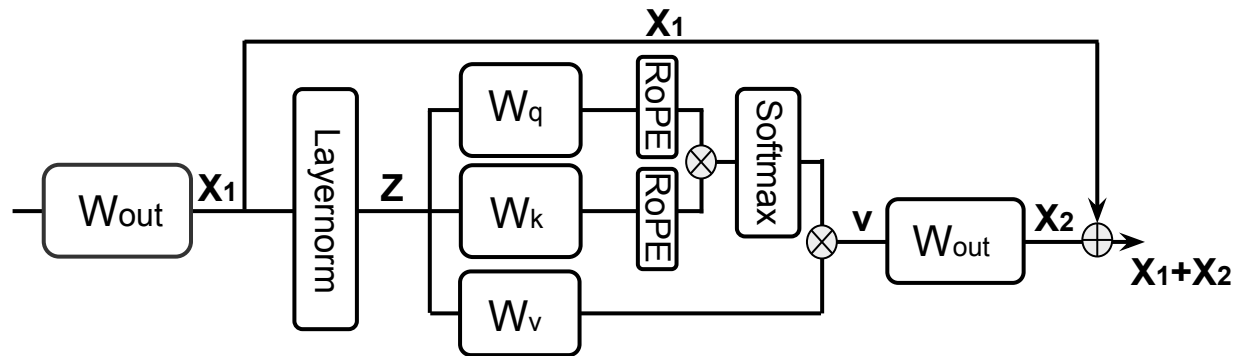 X1
Wout
X1
Layernorm
Z
Wq
RoPE
Wk
RoPE
Softmax
Wv
v
Wout
X2
X1+X2